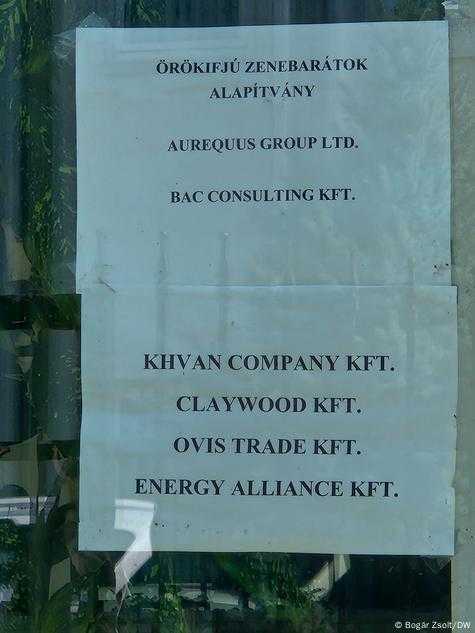 ÖRÖKIFJÚ ZENEBARÁTOK
ALAPÍTVÁNY
AUREQUUS GROUP LTD.
BAC CONSULTING KFT.
KHVAN COMPANY KFT.
CLAYWOOD KFT.
OVIS TRADE KFT.
ENERGY ALLIANCE KFT.
© Bogár Zsolt/DW